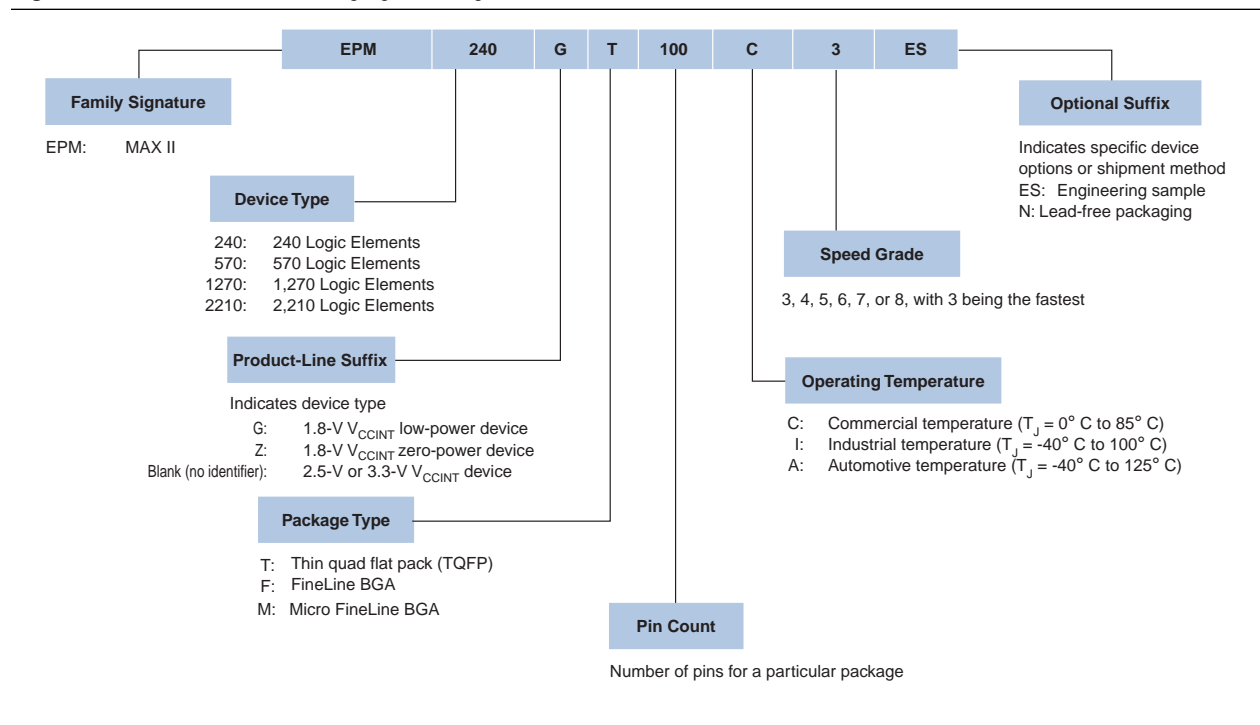 EPM 240 G T 100 C 3 ES
Family Signature
EPM: MAX II
Optional Suffix
Indicates specific device
options or shipment method
ES: Engineering sample
N: Lead-free packaging
Device Type
240: 240 Logic Elements
570: 570 Logic Elements
1270: 1,270 Logic Elements
2210: 2,210 Logic Elements
Speed Grade
3, 4, 5, 6, 7, or 8, with 3 being the fastest
Product-Line Suffix
Indicates device type
G: 1.8-V VCCINT low-power device
Z: 1.8-V VCCINT zero-power device
Blank (no identifier): 2.5-V or 3.3-V VCCINT device
Operating Temperature
C: Commercial temperature (TJ = 0° C to 85° C)
I: Industrial temperature (TJ = -40° C to 100° C)
A: Automotive temperature (TJ = -40° C to 125° C)
Package Type
T: Thin quad flat pack (TQFP)
F: FineLine BGA
M: Micro FineLine BGA
Pin Count
Number of pins for a particular package